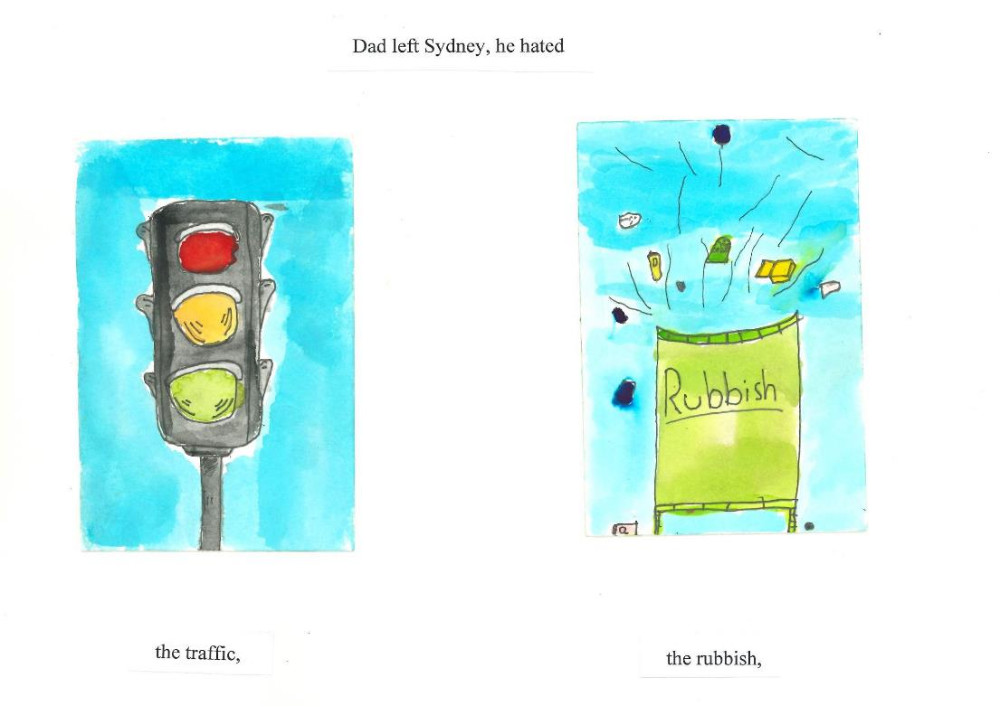 Dad left Sydney, he hated
Rubbish
a
the traffic,
the rubbish,